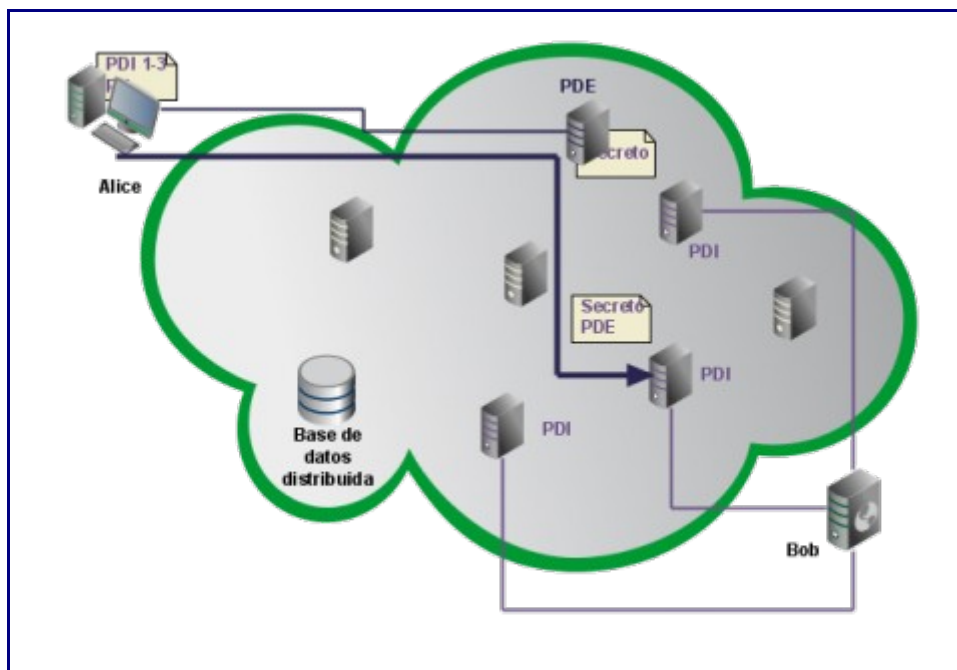 PDI 1-3
Alice
PDE
Secreto
PDI
Secreto
PDE
PDI
PDI
Base de
datos
distribuida
Bob